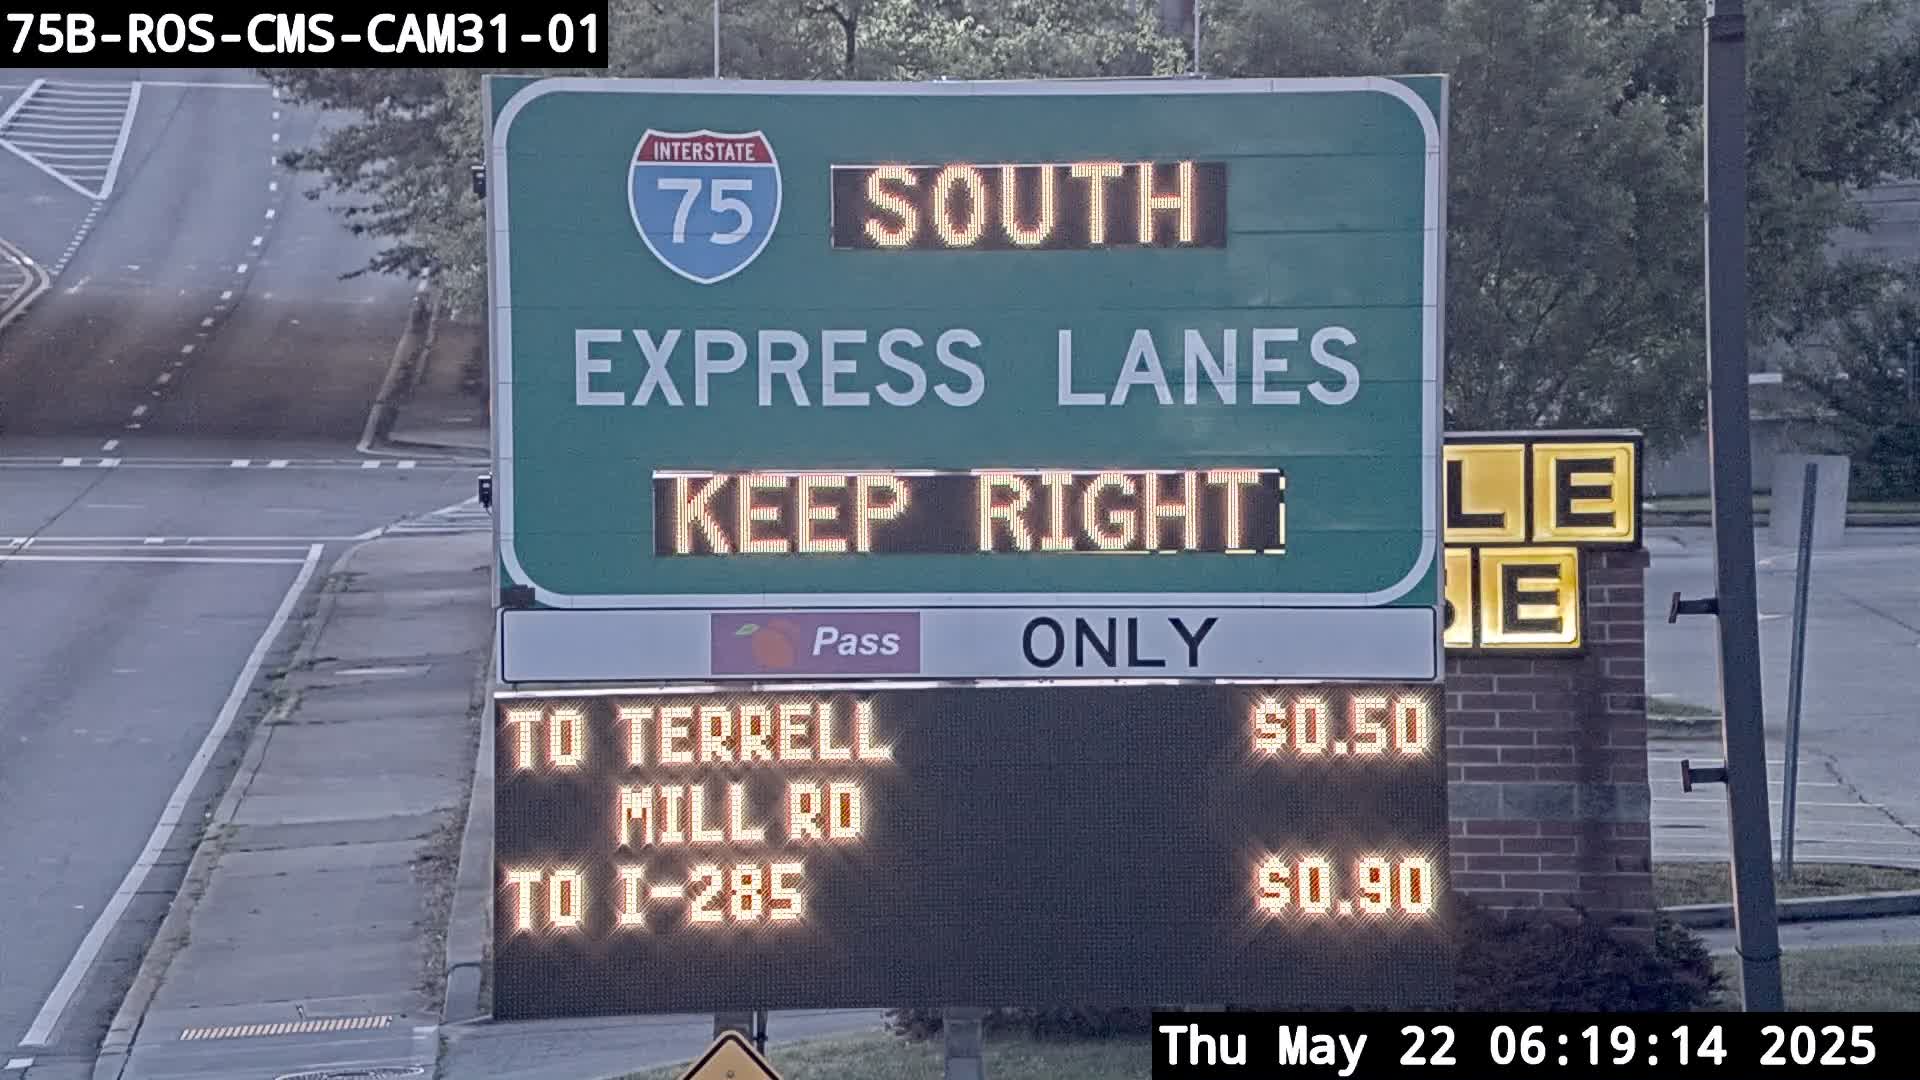 75B-ROS-CMS-CAM31-01
INTERSTATE
75
SOUTH
EXPRESS LANES
KEEP RIGHT
Pass ONLY
TO TERRELL $0.50
MILL RD
TO I-285 $0.90
LE
E
Thu May 22 06:19:14 2025